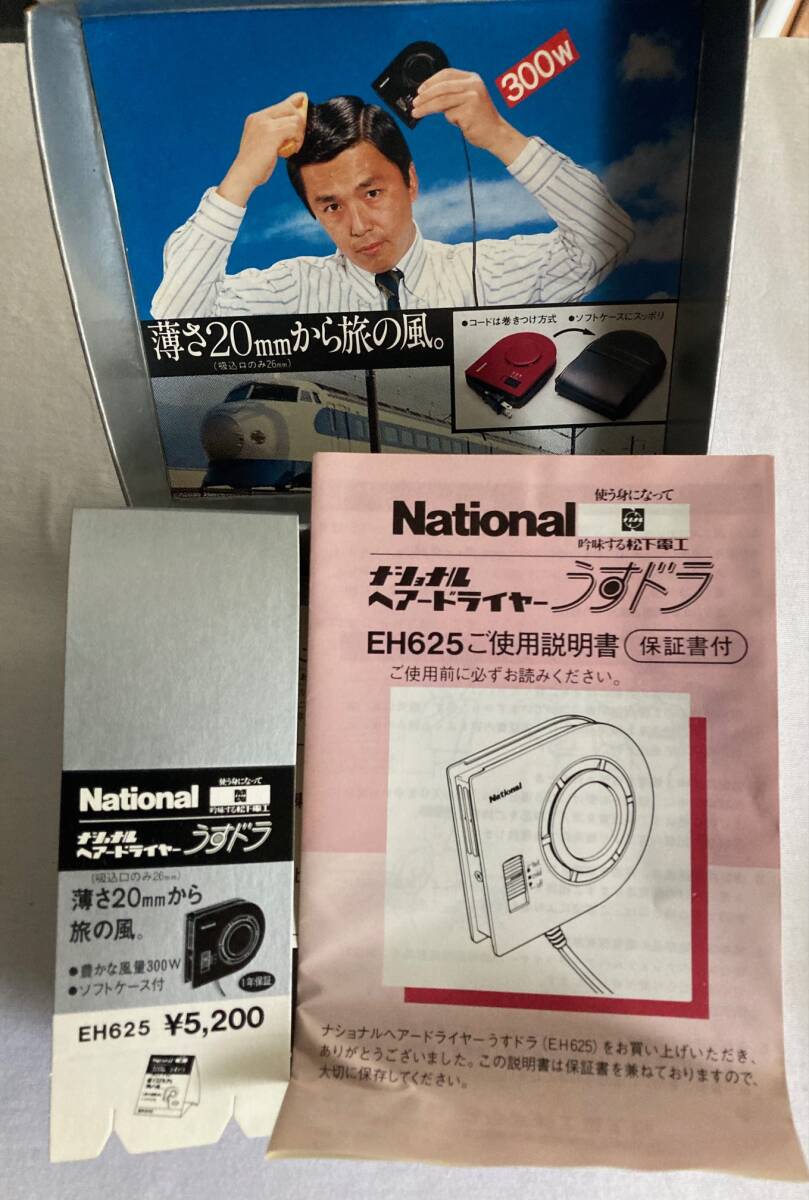 300W
薄さ20mmから旅の風。
(吸込口のみ26mm)
●コードは巻きつけ方式 ●ソフトケースにスッポリ
使う身になって
National
吟味する松下電工
ナショナル
ヘアードライヤー うすドラ
EH625ご使用説明書 保証書付
ご使用前に必ずお読みください。
National
ナショナルヘアードライヤーうすドラ(EH625)をお買い上げいただき、
ありがとうございました。この説明書は保証書を兼ねておりますので、
大切に保存してください。
使う身になって
National
吟味する松下電工
ナショナル
ヘアードライヤー うすドラ
(吸込口のみ26mm)
薄さ20mmから
旅の風。
●豊かな風量300W
●ソフトケース付
1年保証
EH625 ¥5,200